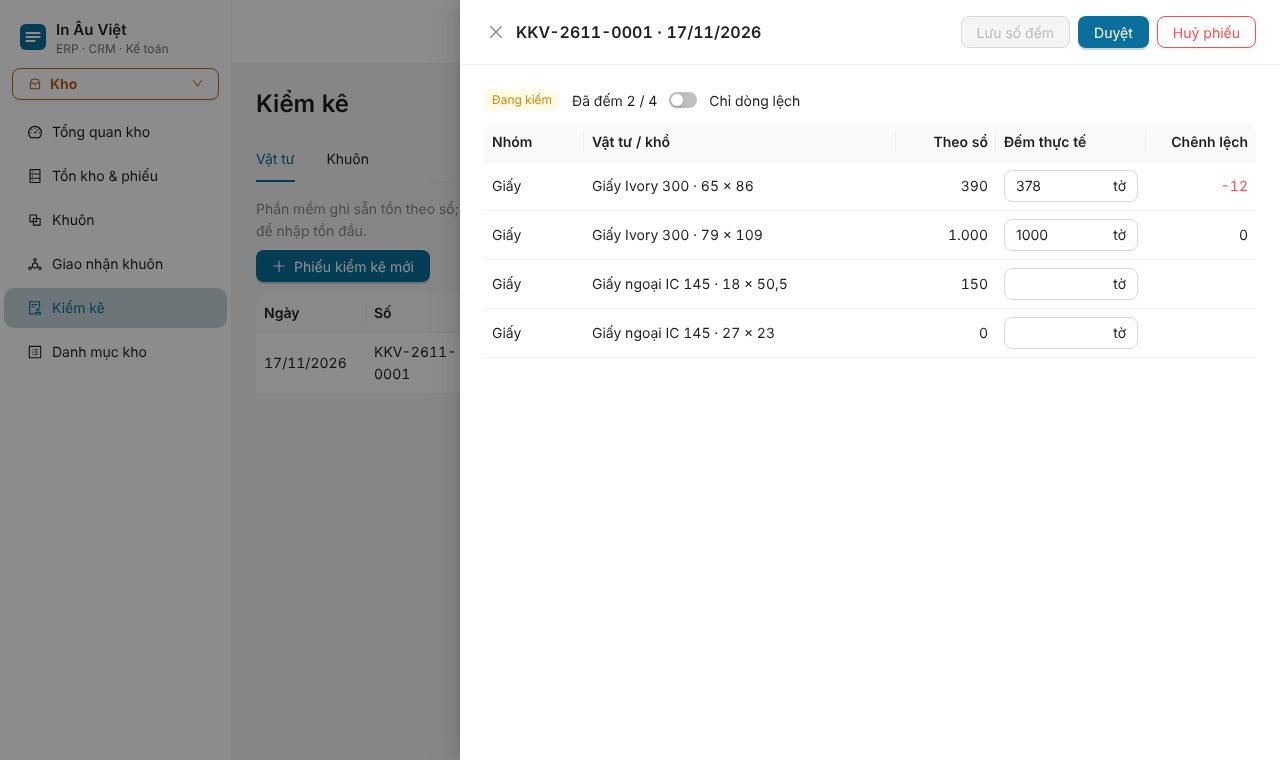 In Âu Việt
ERP · CRM · Kế toán
Kho
Tổng quan kho
Tồn kho & phiếu
Khuôn
Giao nhận khuôn
Kiểm kê
Danh mục kho
Kiểm kê
Vật tư
Khuôn
Phần mềm ghi sẵn tồn theo sổ;
để nhập tồn đầu.
Phiếu kiểm kê mới
Ngày Số
17/11/2026 KKV-2611-
0001
KKV-2611-0001 · 17/11/2026
Lưu số đếm
Duyệt
Huỷ phiếu
Đang kiểm
Đã đếm 2 / 4
Chỉ dòng lệch
Nhóm Vật tư / khổ Theo sổ Đếm thực tế Chênh lệch
Giấy Giấy Ivory 300 · 65 × 86 390 378 tờ -12
Giấy Giấy Ivory 300 · 79 × 109 1.000 1000 tờ 0
Giấy Giấy ngoại IC 145 · 18 × 50,5 150 tờ
Giấy Giấy ngoại IC 145 · 27 × 23 0 tờ